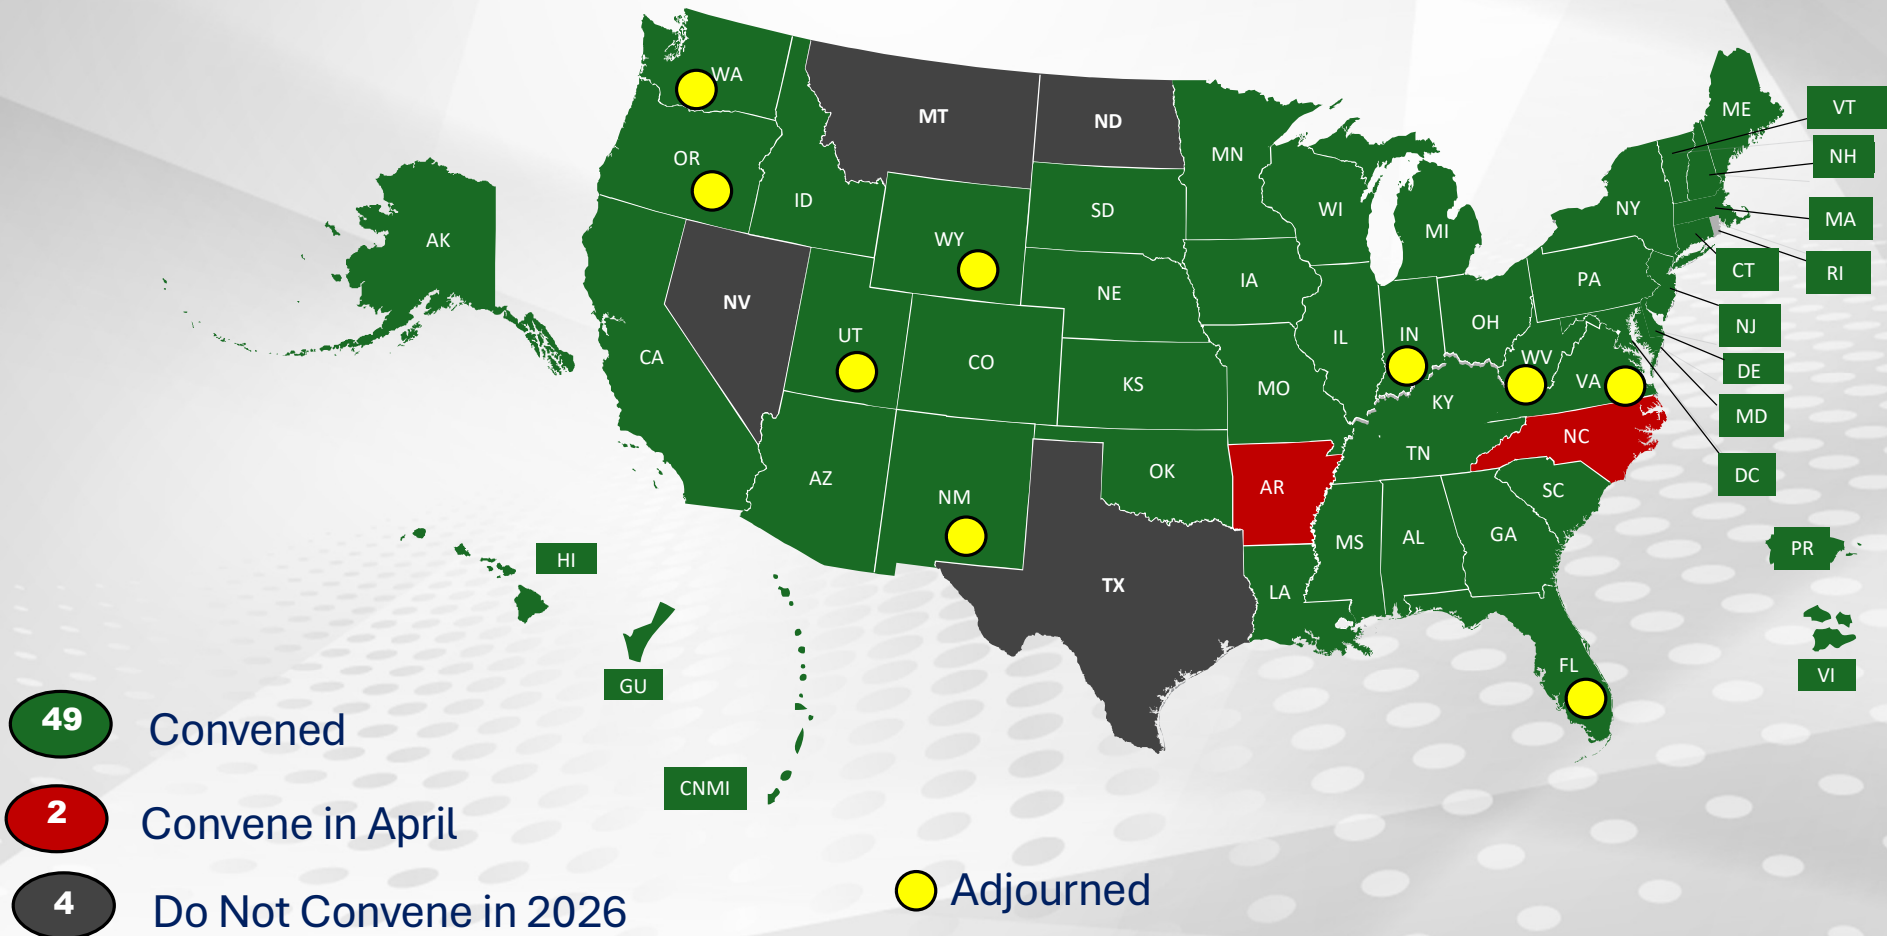 WA
MT
ND
ME
VT
OR
MN
NH
ID
SD
WI
MI
NY
MA
AK
WY
CT
RI
NV
NE
IA
PA
UT
OH
NJ
CA
CO
IL
IN
WV
DE
KS
MO
KY
VA
MD
AZ
NM
OK
AR
TN
NC
DC
SC
HI
TX
MS
AL
GA
PR
LA
GU
FL
VI
49 Convened
CNMI
2 Convene in April
4 Do Not Convene in 2026
Adjourned